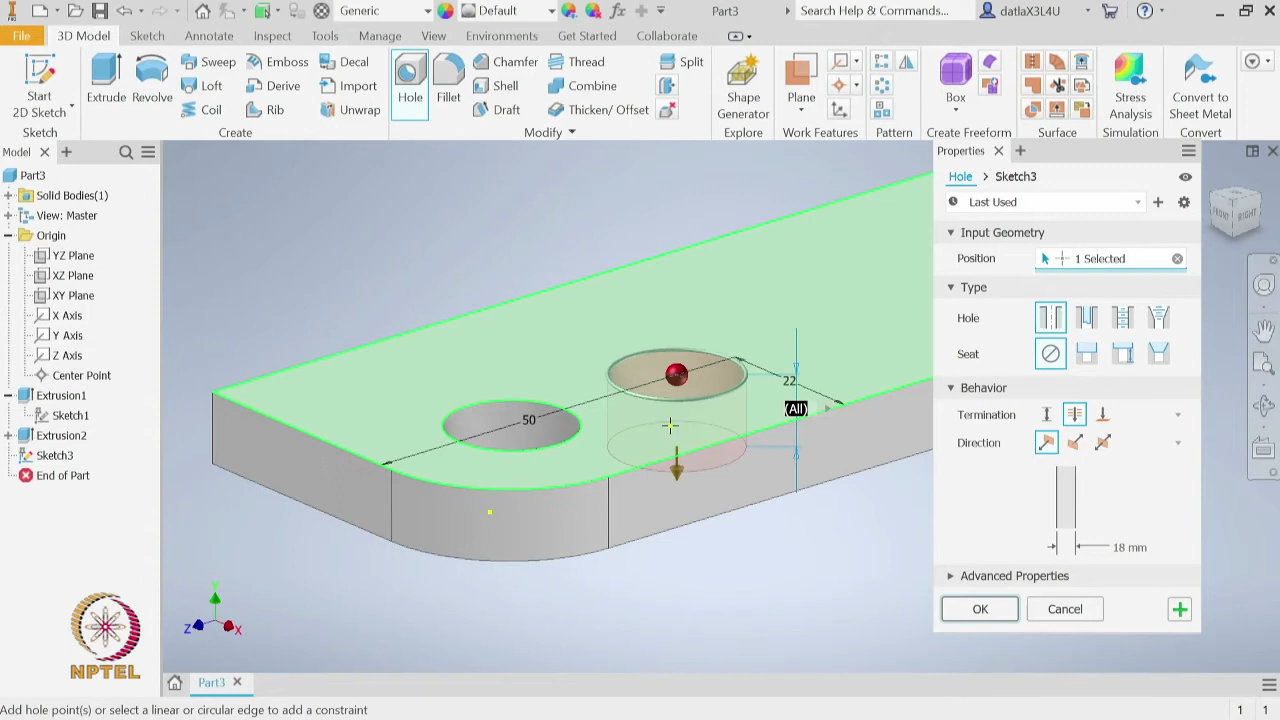 Generic
Default
fx
Part3
Search Help & Commands...
datlaX3L4U
File
3D Model
Sketch
Annotate
Inspect
Tools
Manage
View
Environments
Get Started
Collaborate
Start
2D Sketch
Sketch
Extrude
Revolve
Sweep
Loft
Coil
Emboss
Derive
Rib
Decal
Import
Unwrap
Create
Hole
Fillet
Chamfer
Shell
Draft
Thread
Combine
Thicken/ Offset
Split
Modify
Shape
Generator
Explore
Plane
Work Features
Pattern
Box
Create Freeform
Surface
Stress
Analysis
Simulation
Convert to
Sheet Metal
Convert
Model
Part3
Solid Bodies(1)
View: Master
Origin
YZ Plane
XZ Plane
XY Plane
X Axis
Y Axis
Z Axis
Center Point
Extrusion1
Sketch1
Extrusion2
Sketch3
End of Part
50
22
(All)
Properties
Hole > Sketch3
Last Used
Input Geometry
Position
1 Selected
Type
Hole
Seat
Behavior
Termination
Direction
18 mm
Advanced Properties
OK
Cancel
FRONT
RIGHT
Y
Z
X
NPTEL
Part3
Add hole point(s) or select a linear or circular edge to add a constraint
1
1